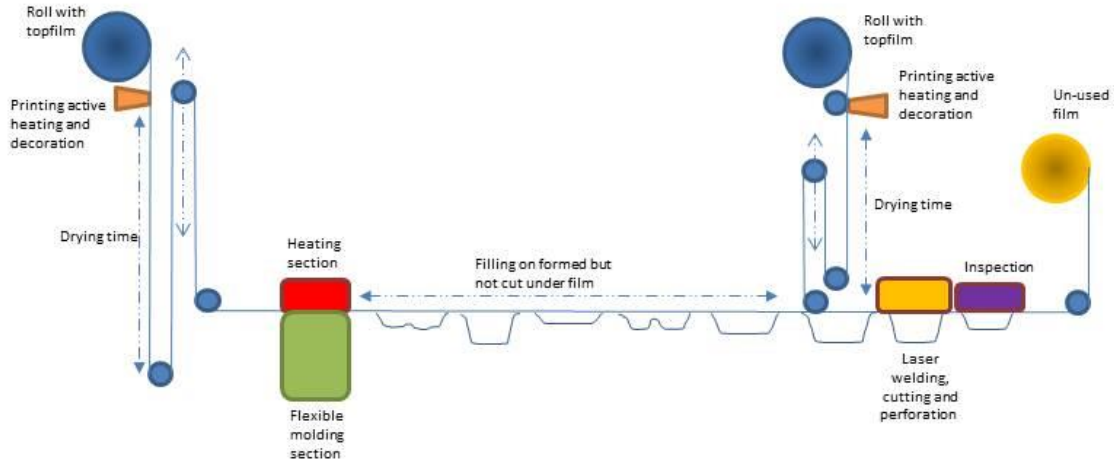 Roll with
topfilm
Printing active
heating and
decoration
Drying time
Heating
section
Flexible
molding
section
Filling on formed but
not cut under film
Roll with
topfilm
Printing active
heating and
decoration
Drying time
Un-used
film
Inspection
Laser
welding,
cutting and
perforation